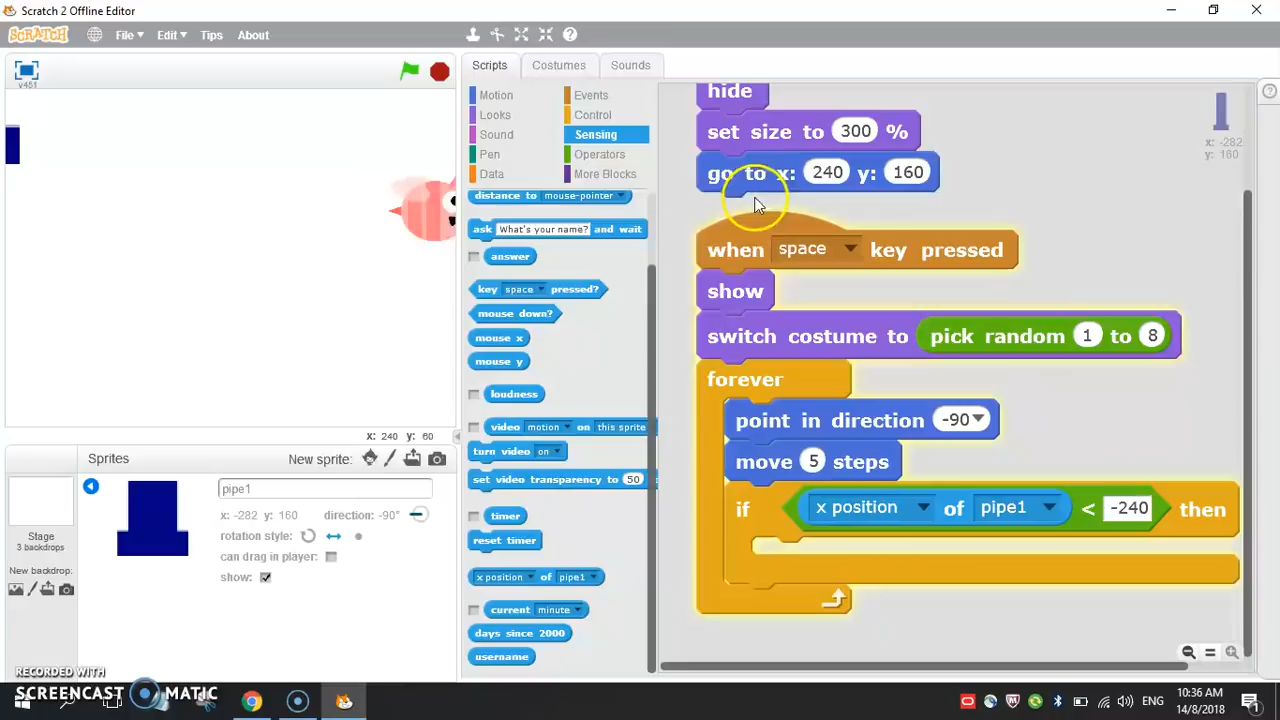 Scratch 2 Offline Editor
SCRATCH File Edit Tips About
v461
Scripts Costumes Sounds
Motion Events
Looks Control
Sound Sensing
Pen Operators
Data More Blocks
distance to mouse-pointer
ask What's your name? and wait
answer
key space pressed?
mouse down?
mouse x
mouse y
loudness
video motion on this sprite
turn video on
set video transparency to 50
timer
reset timer
x position of pipe1
current minute
days since 2000
username
hide
set size to 300 %
go to x: 240 y: 160
when space key pressed
show
switch costume to pick random 1 to 8
forever
point in direction -90
move 5 steps
if x position of pipe1 < -240 then
x: -282
y: 160
x: 240 y: 60
Sprites New sprite:
pipe1
x: -282 y: 160 direction: -90°
rotation style:
can drag in player:
show:
Stage
3 backdrops
New backdrop:
RECORDED WITH
SCREENCAST MATIC
ENG
10:36 AM
14/8/2018
1